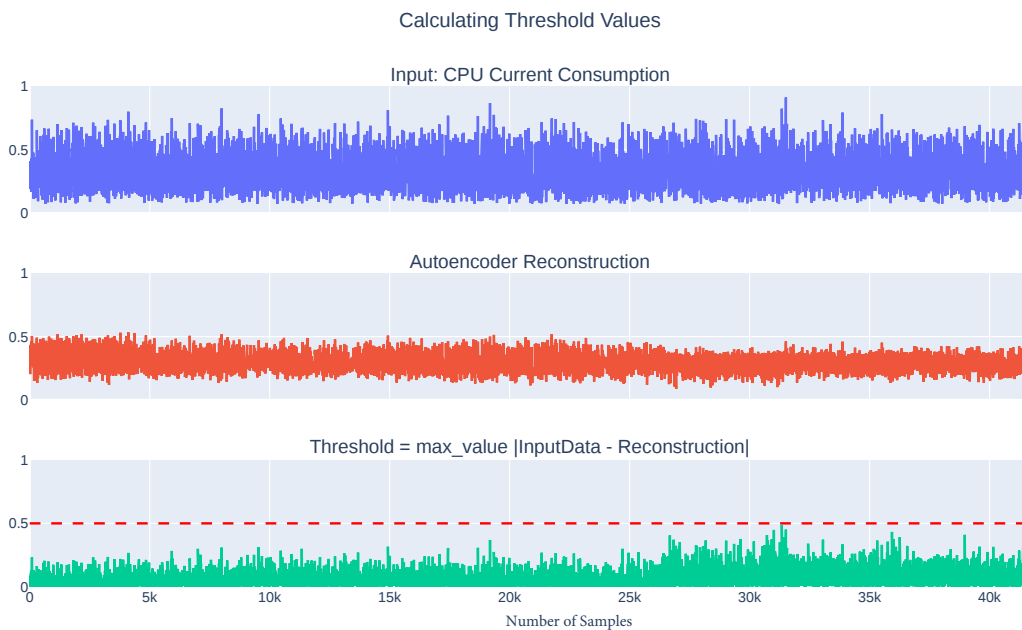 Calculating Threshold Values
Input: CPU Current Consumption
1
0.5
0
Autoencoder Reconstruction
1
0.5
0
Threshold = max_value |InputData - Reconstruction|
1
0.5
0
0 5k 10k 15k 20k 25k 30k 35k 40k
Number of Samples